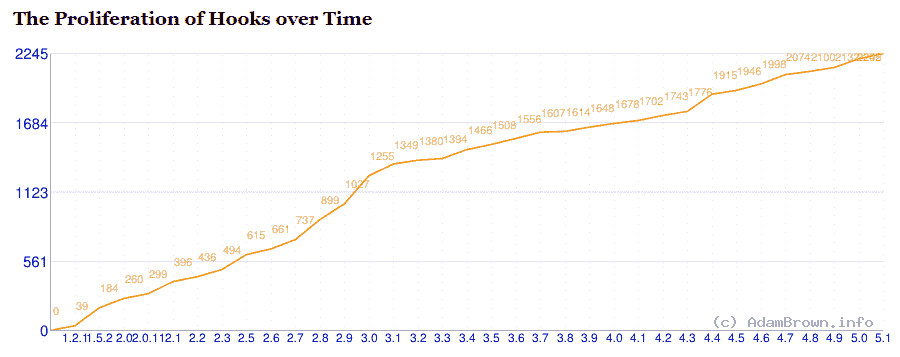 The Proliferation of Hooks over Time
2245
1684
1123
561
0
0 39 184 260 299 396 436 494 615 661 737 899 1027 1255 1349 1380 1394 1466 1508 1556 1607 1614 1648 1678 1702 1743 1776 1915 1946 1998 2074 2100
(c) AdamBrown.info
1.2.1 1.5.2 2.0 2.0.11 2.1 2.2 2.3 2.5 2.6 2.7 2.8 2.9 3.0 3.1 3.2 3.3 3.4 3.5 3.6 3.7 3.8 3.9 4.0 4.1 4.2 4.3 4.4 4.5 4.6 4.7 4.8 4.9 5.0 5.1